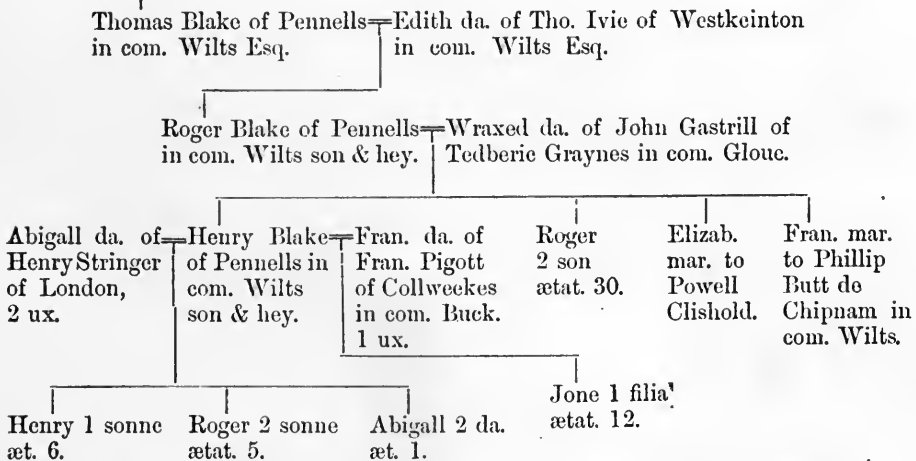 Thomas Blake of Pennells=Edith da. of Tho. Ivie of Westkeinton
in com. Wilts Esq. in com. Wilts Esq.
Roger Blake of Pennells=Wraxed da. of John Gastrill of
in com. Wilts son & hey. Tedberie Graynes in com. Glouc.
Abigall da. of=Henry Blake=Fran. da. of Roger Elizab. Fran. mar.
Henry Stringer of Pennells in Fran. Pigott 2 son mar. to to Phillip
of London, com. Wilts of Collweekes ætat. 30. Powell Butt de
2 ux. son & hey. in com. Buck. Clishold. Chipnam in
1 ux. com. Wilts.
Jone 1 filia
ætat. 12.
Henry 1 sonne Roger 2 sonne Abigall 2 da.
æt. 6. ætat. 5. æt. 1.